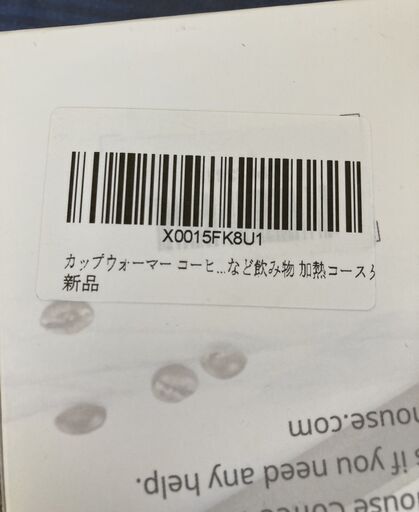 X0015FK8U1
カップウォーマー コーヒ...など飲み物 加熱コースタ
新品
house.com
s if you need any help.